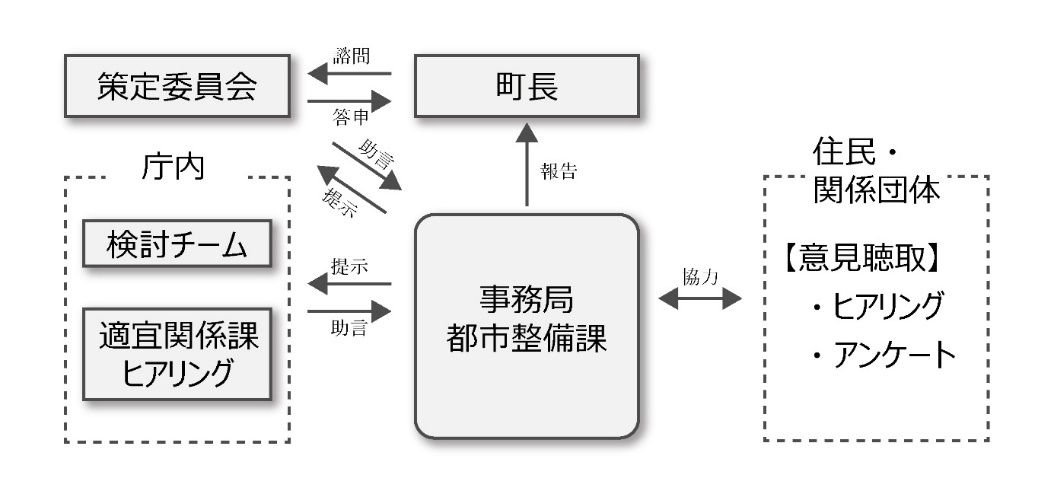 諮問
策定委員会
町長
答申
助言
提示
報告
庁内
検討チーム
適宜関係課
ヒアリング
提示
助言
事務局
都市整備課
協力
住民・
関係団体
【意見聴取】
・ヒアリング
・アンケート